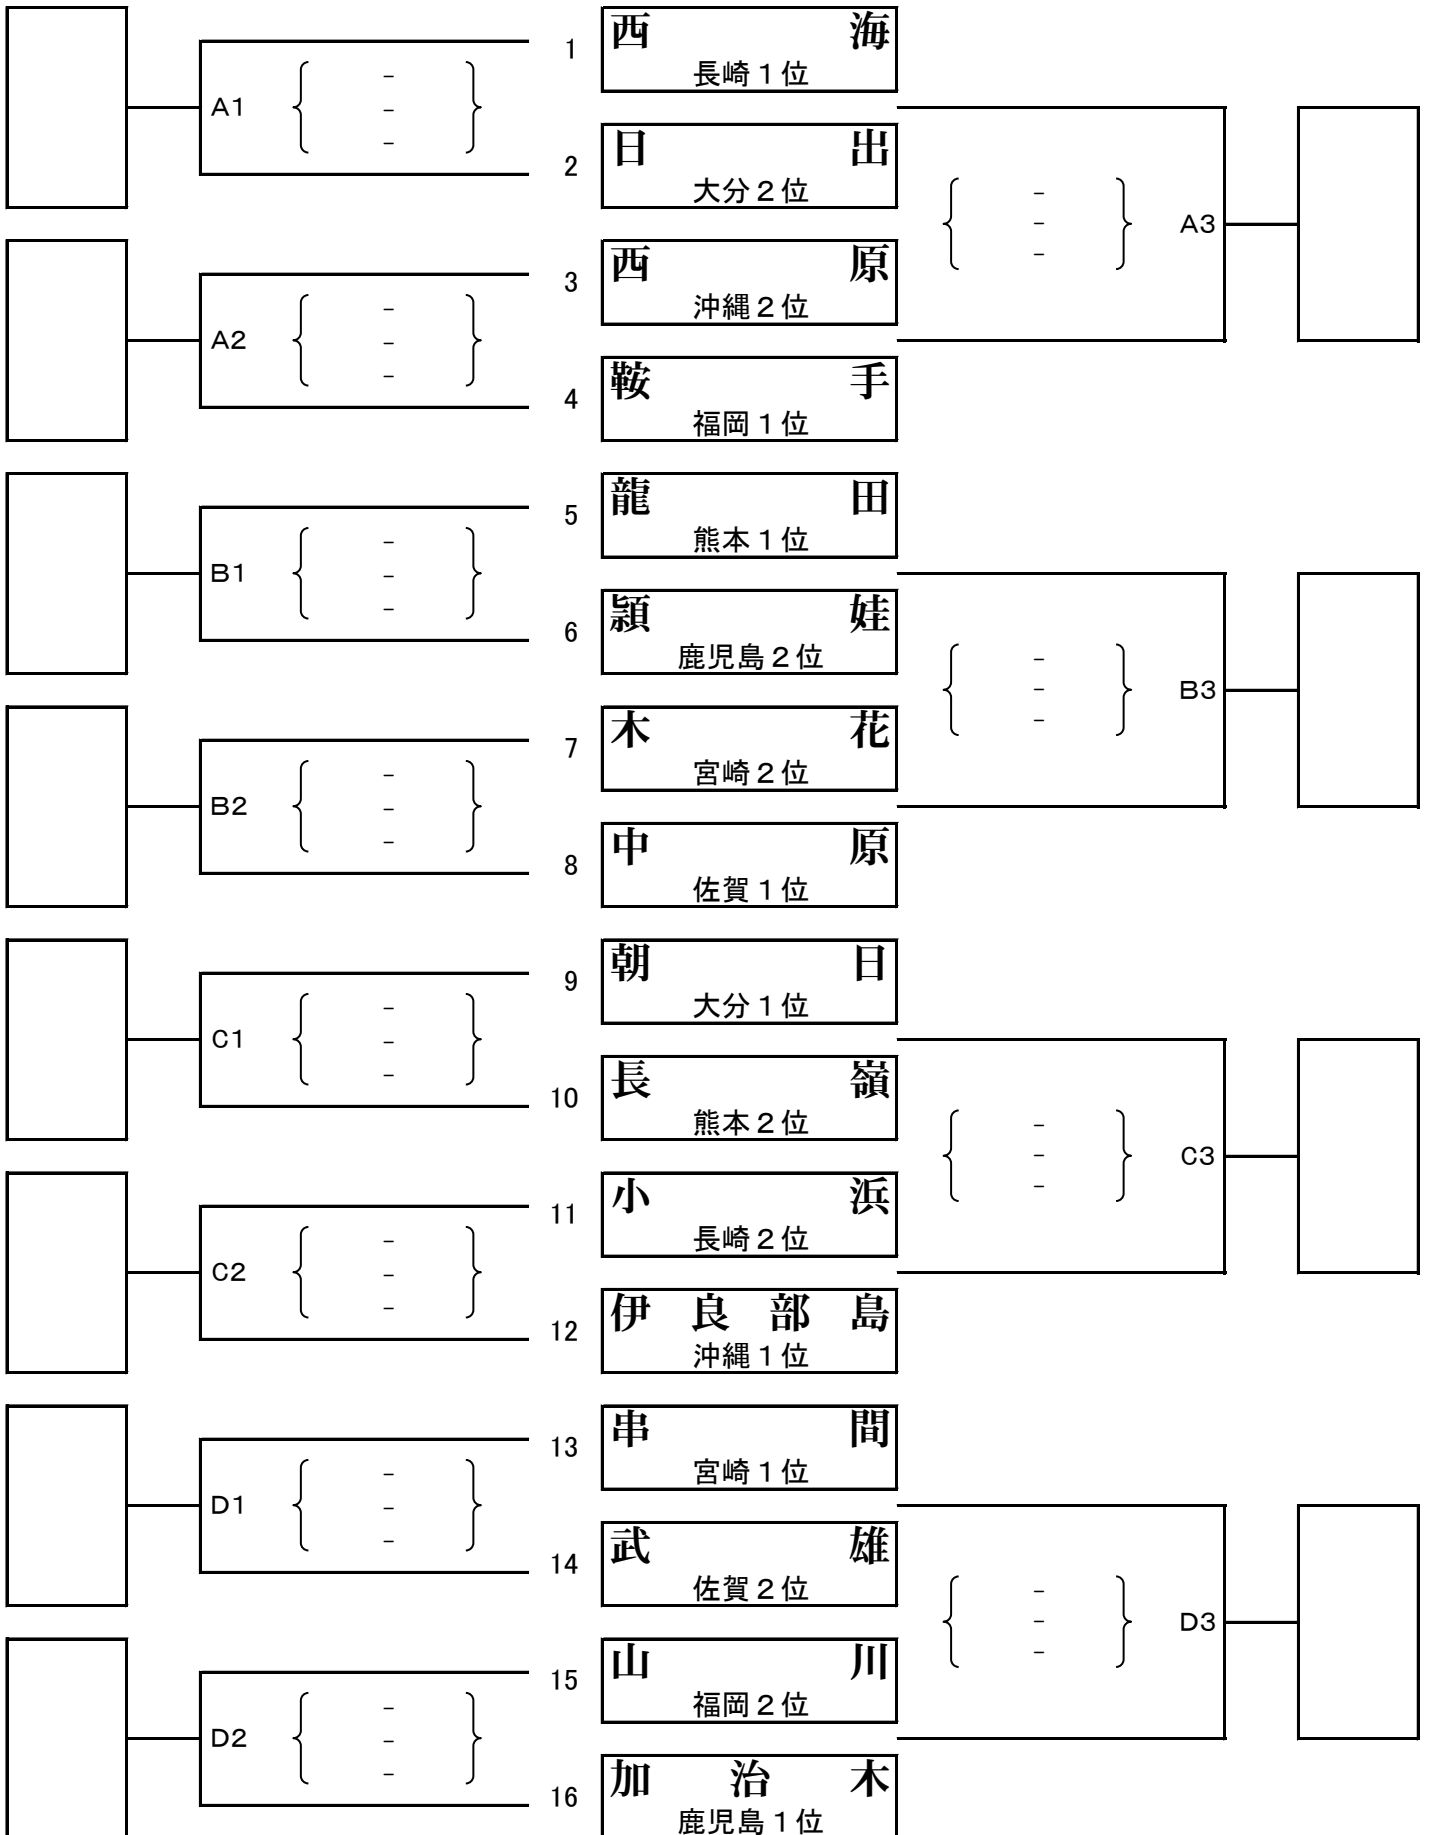 1 西海
長崎１位
A1 { - - - }
2 日出
大分２位
{ - - - } A3
3 西原
沖縄２位
A2 { - - - }
4 鞍手
福岡１位
5 龍田
熊本１位
B1 { - - - }
6 頴娃
鹿児島２位
{ - - - } B3
7 木花
宮崎２位
B2 { - - - }
8 中原
佐賀１位
9 朝日
大分１位
C1 { - - - }
10 長嶺
熊本２位
{ - - - } C3
11 小浜
長崎２位
C2 { - - - }
12 伊良部島
沖縄１位
13 串間
宮崎１位
D1 { - - - }
14 武雄
佐賀２位
{ - - - } D3
15 山川
福岡２位
D2 { - - - }
16 加治木
鹿児島１位